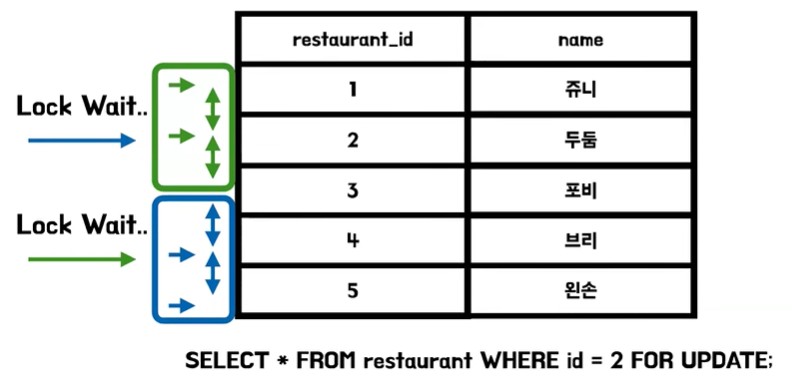 restaurant_id name
1 쥬니
Lock Wait..
2 두둠
3 포비
Lock Wait..
4 브리
5 왼손
SELECT * FROM restaurant WHERE id = 2 FOR UPDATE;